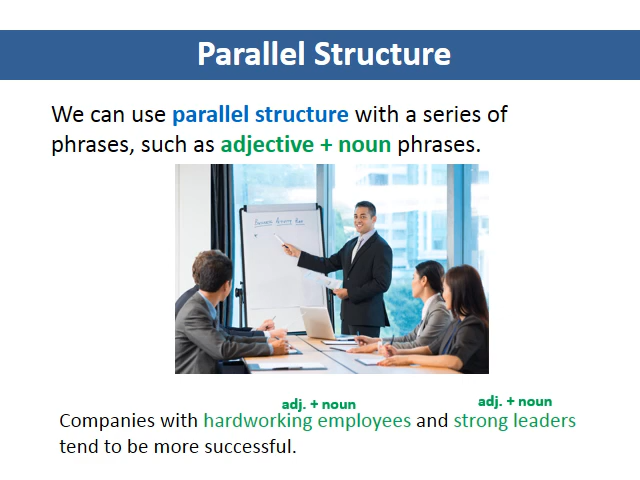 Parallel Structure
We can use parallel structure with a series of
phrases, such as adjective + noun phrases.
adj. + noun
adj. + noun
Companies with hardworking employees and strong leaders
tend to be more successful.